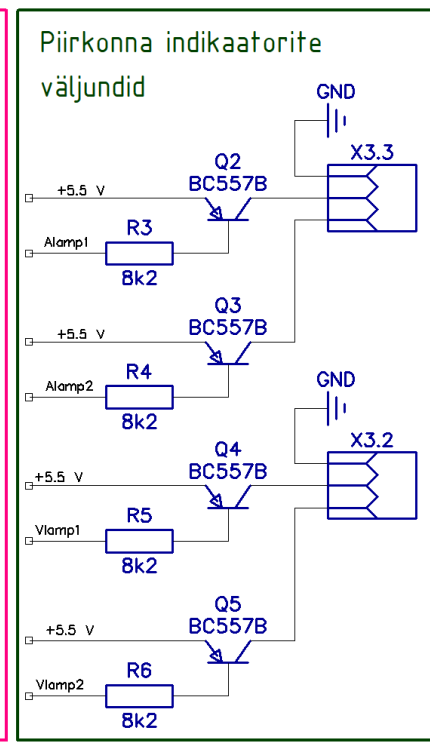 Piirkonna indikaatorite
väljundid
GND
X3.3
Q2
BC557B
+5.5 V
R3
Alamp1
8k2
Q3
BC557B
+5.5 V
R4
Alamp2
8k2
GND
X3.2
Q4
BC557B
+5.5 V
R5
Vlamp1
8k2
Q5
BC557B
+5.5 V
R6
Vlamp2
8k2